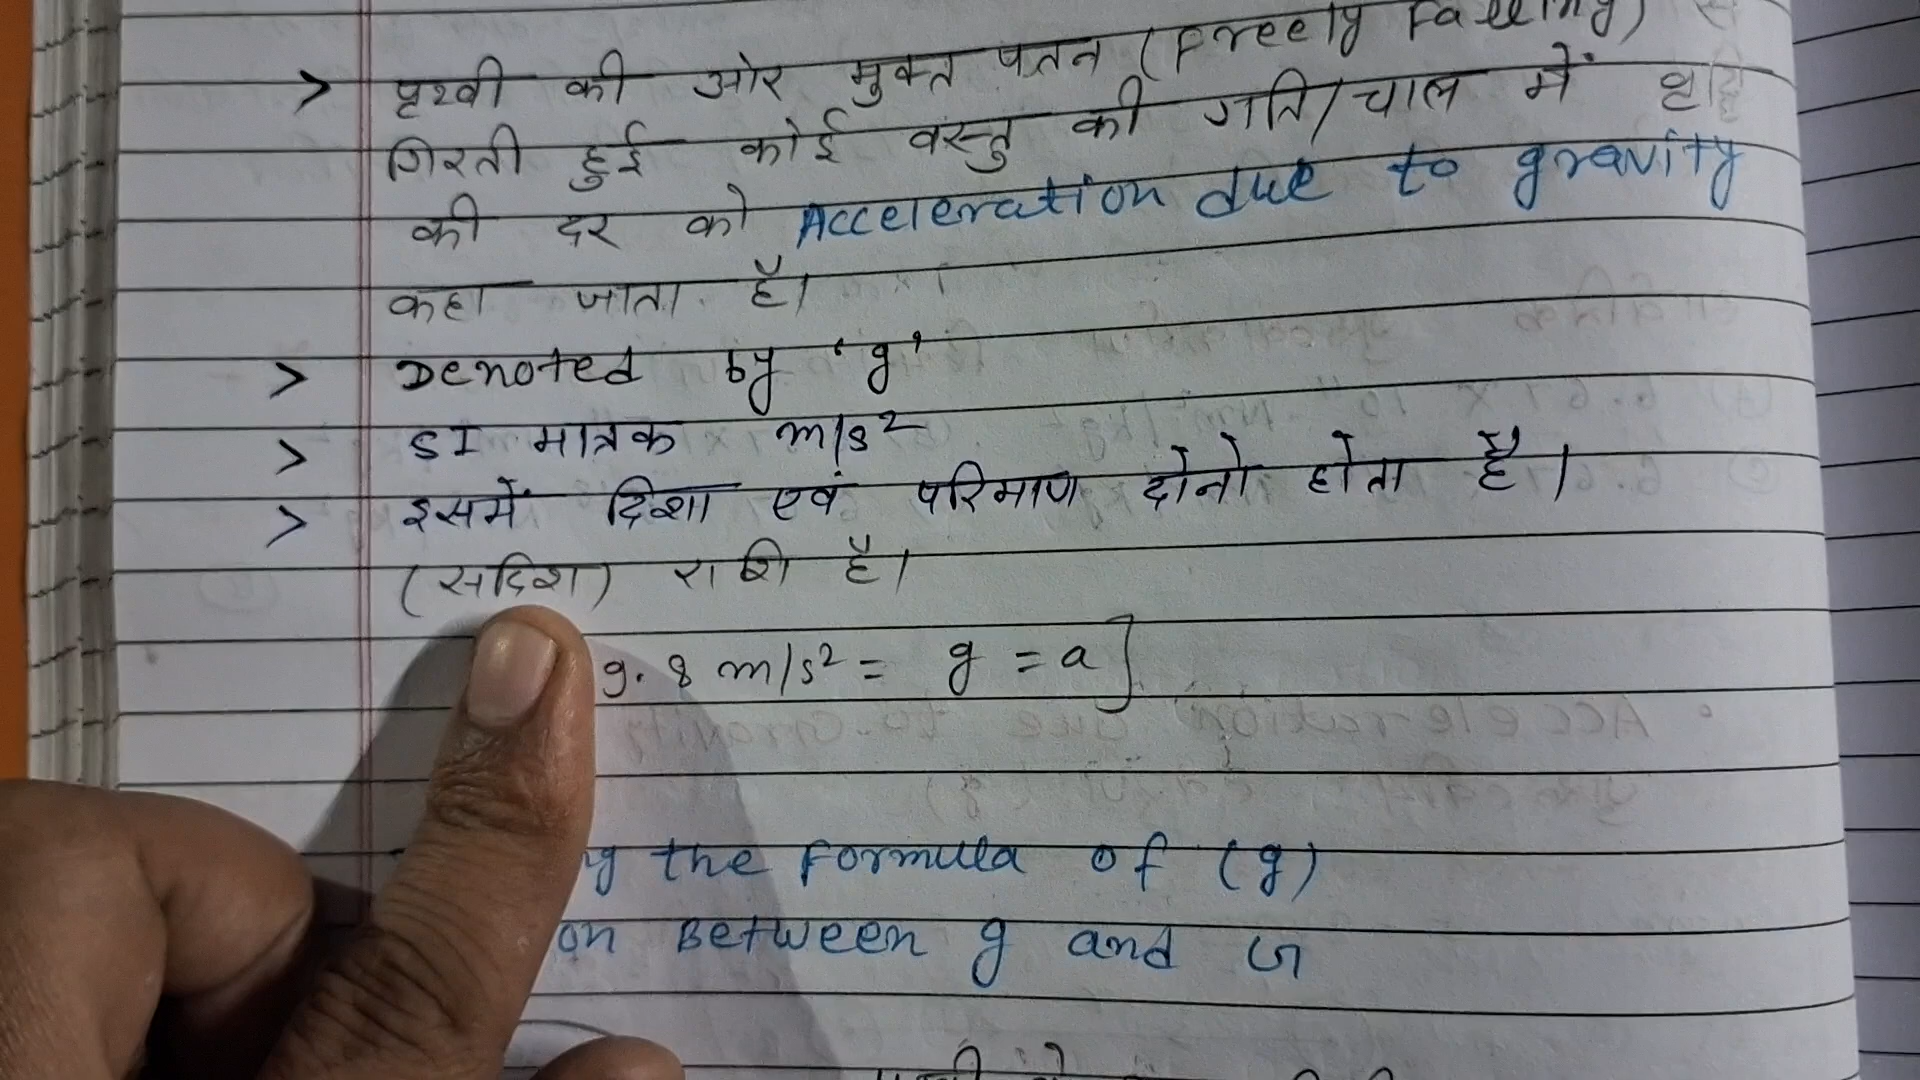 > पृथ्वी की ओर मुक्त पतन (Freely Falling)
गिरती हुई कोई वस्तु की गति/चाल में
की दर को Acceleration due to gravity
कहा जाता है।
> Denoted by 'g'
> SI मात्रक m/s²
> इसमें दिशा एवं परिमाण दोनो होता है।
(सदिश) राशि है।
9.8 m/s² = g = a]
the Formula of (g)
Between g and G